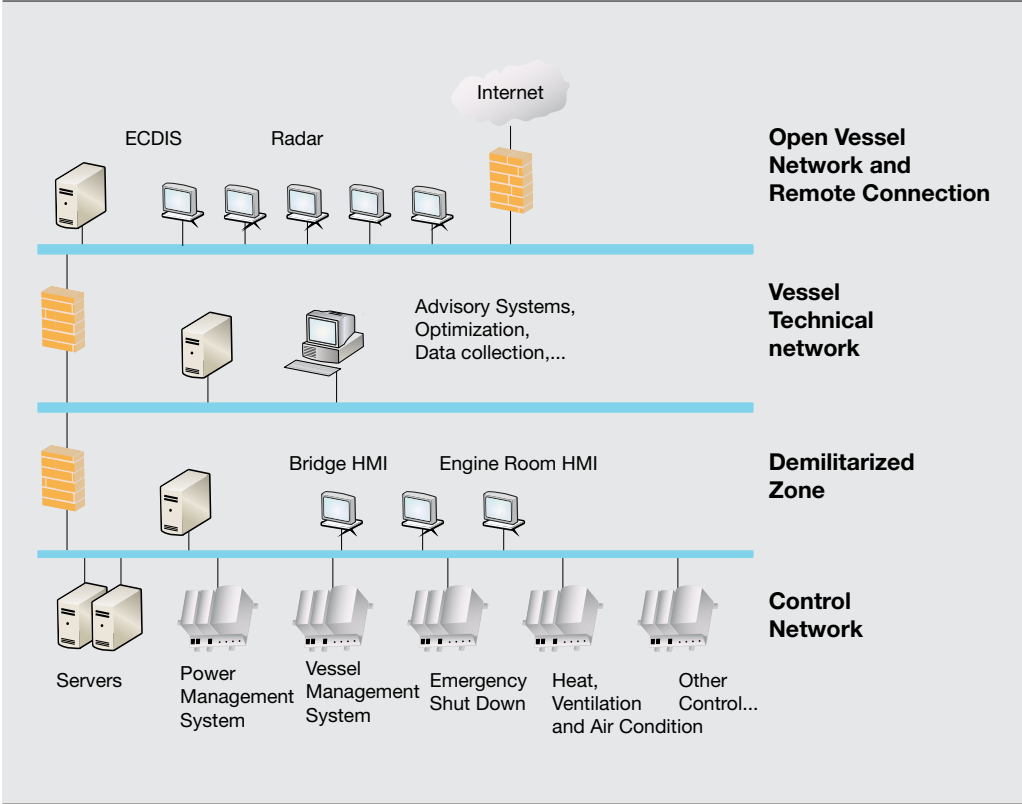 Internet
ECDIS
Radar
Open Vessel
Network and
Remote Connection
Advisory Systems,
Optimization,
Data collection,...
Vessel
Technical
network
Bridge HMI
Engine Room HMI
Demilitarized
Zone
Control
Network
Servers
Power
Management
System
Vessel
Management
System
Emergency
Shut Down
Heat,
Ventilation
and Air Condition
Other
Control...